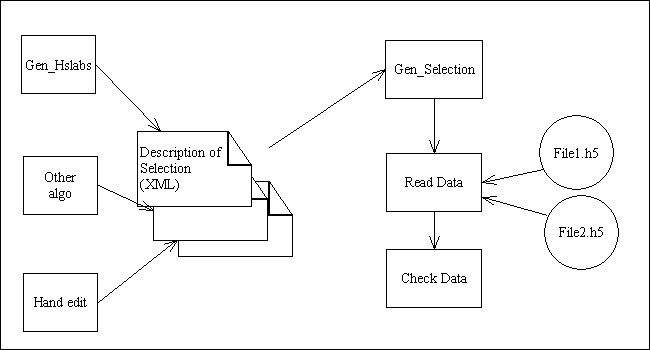 Gen_Hslabs
Other
algo
Hand edit
Description of
Selection
(XML)
Gen_Selection
Read Data
Check Data
File1.h5
File2.h5